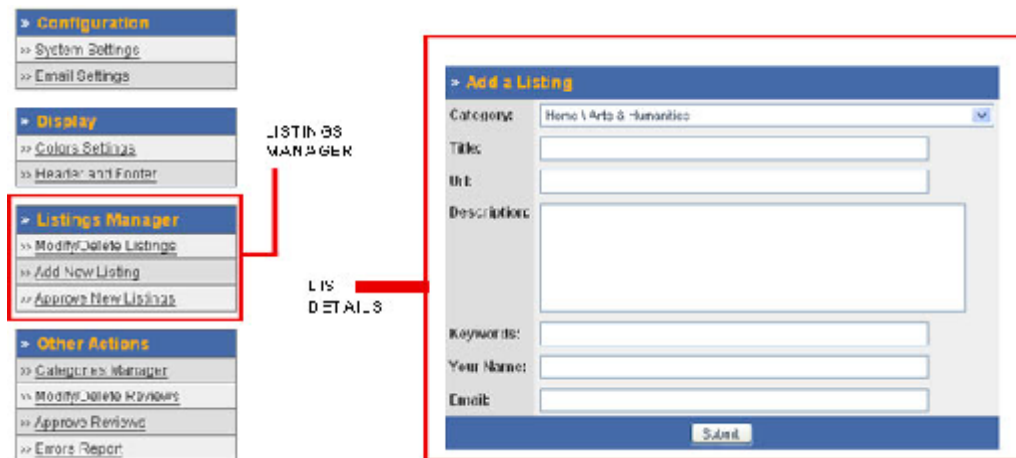 » Configuration
» System Settings
» Email Settings
» Display
» Colors Settings
» Header and Footer
» Listings Manager
» Modify/Delete Listings
» Add New Listing
» Approve New Listings
» Other Actions
» Categories Manager
» Modify/Delete Reviews
» Approve Reviews
» Errors Report
LISTINGS
MANAGER
LIS
DETAILS
» Add a Listing
Category: Home \ Arts & Humanities
Title:
Url:
Description:
Keywords:
Your Name:
Email:
Submit